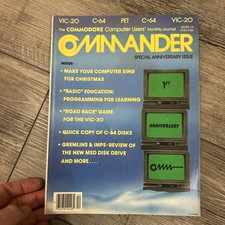 VIC-20 C-64 PET C-64 VIC-20
The COMMODORE Computer Users' Monthly Journal
COMMANDER
SPECIAL ANNIVERSARY ISSUE
INSIDE:
• MAKE YOUR COMPUTER SING
FOR CHRISTMAS
• "BASIC" EDUCATION:
PROGRAMMING FOR LEARNING
• "ROAD RACE" GAME
FOR THE VIC-20
• QUICK COPY OF C-64 DISKS
• GREMLINS & IMPS-REVIEW OF
THE NEW MSD DISK DRIVE
AND MORE....
1ST
ANNIVERSARY